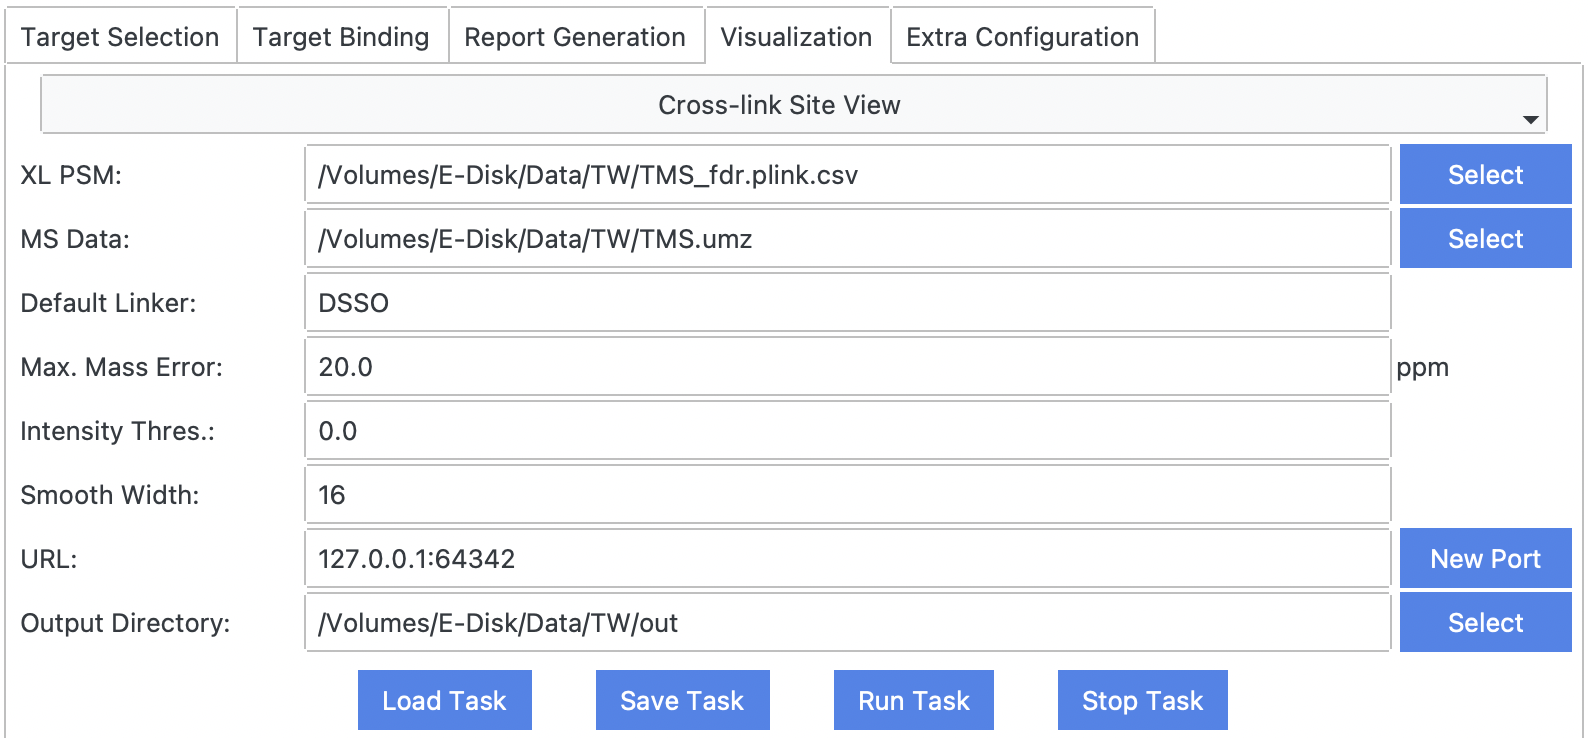 Target Selection Target Binding Report Generation Visualization Extra Configuration
Cross-link Site View
XL PSM: /Volumes/E-Disk/Data/TW/TMS_fdr.plink.csv Select
MS Data: /Volumes/E-Disk/Data/TW/TMS.umz Select
Default Linker: DSSO
Max. Mass Error: 20.0 ppm
Intensity Thres.: 0.0
Smooth Width: 16
URL: 127.0.0.1:64342 New Port
Output Directory: /Volumes/E-Disk/Data/TW/out Select
Load Task Save Task Run Task Stop Task